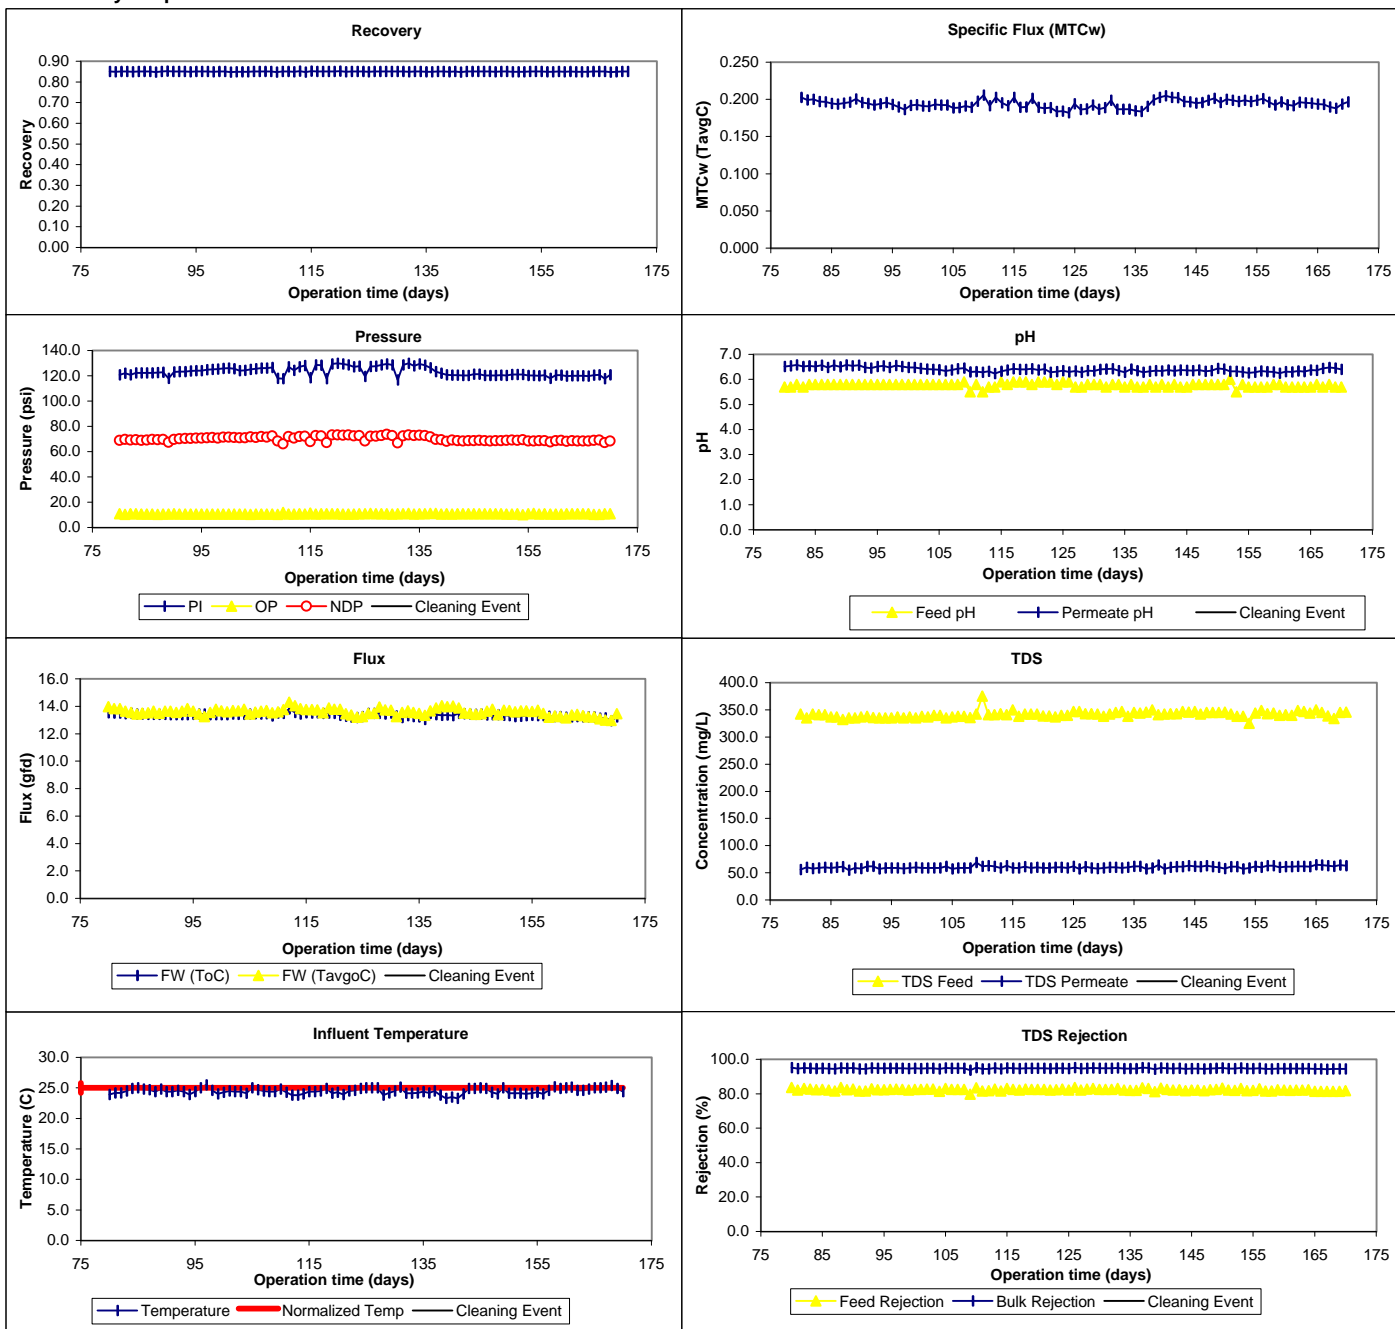 Recovery
0.90
0.80
0.70
0.60
0.50
0.40
0.30
0.20
0.10
0.00
Recovery
75 95 115 135 155 175
Operation time (days)
Specific Flux (MTCw)
0.250
0.200
0.150
0.100
0.050
0.000
MTCw (TavgC)
75 85 95 105 115 125 135 145 155 165 175
Operation time (days)
Pressure
140.0
120.0
100.0
80.0
60.0
40.0
20.0
0.0
Pressure (psi)
75 95 115 135 155 175
Operation time (days)
PI OP NDP Cleaning Event
pH
7.0
6.0
5.0
4.0
3.0
2.0
1.0
0.0
pH
75 85 95 105 115 125 135 145 155 165 175
Operation time (days)
Feed pH Permeate pH Cleaning Event
Flux
16.0
14.0
12.0
10.0
8.0
6.0
4.0
2.0
0.0
Flux (gfd)
75 95 115 135 155 175
Operation time (days)
FW (ToC) FW (TavgoC) Cleaning Event
TDS
400.0
350.0
300.0
250.0
200.0
150.0
100.0
50.0
0.0
Concentration (mg/L)
75 85 95 105 115 125 135 145 155 165 175
Operation time (days)
TDS Feed TDS Permeate Cleaning Event
Influent Temperature
30.0
25.0
20.0
15.0
10.0
5.0
0.0
Temperature (C)
75 95 115 135 155 175
Operation time (days)
Temperature Normalized Temp Cleaning Event
TDS Rejection
100.0
80.0
60.0
40.0
20.0
0.0
Rejection (%)
75 85 95 105 115 125 135 145 155 165 175
Operation time (days)
Feed Rejection Bulk Rejection Cleaning Event